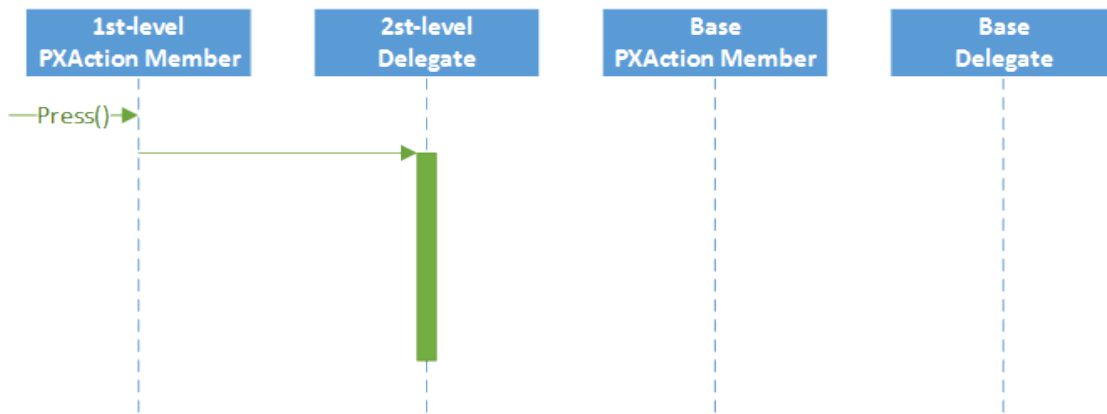 1st-level
PXAction Member
2st-level
Delegate
Base
PXAction Member
Base
Delegate
Press()